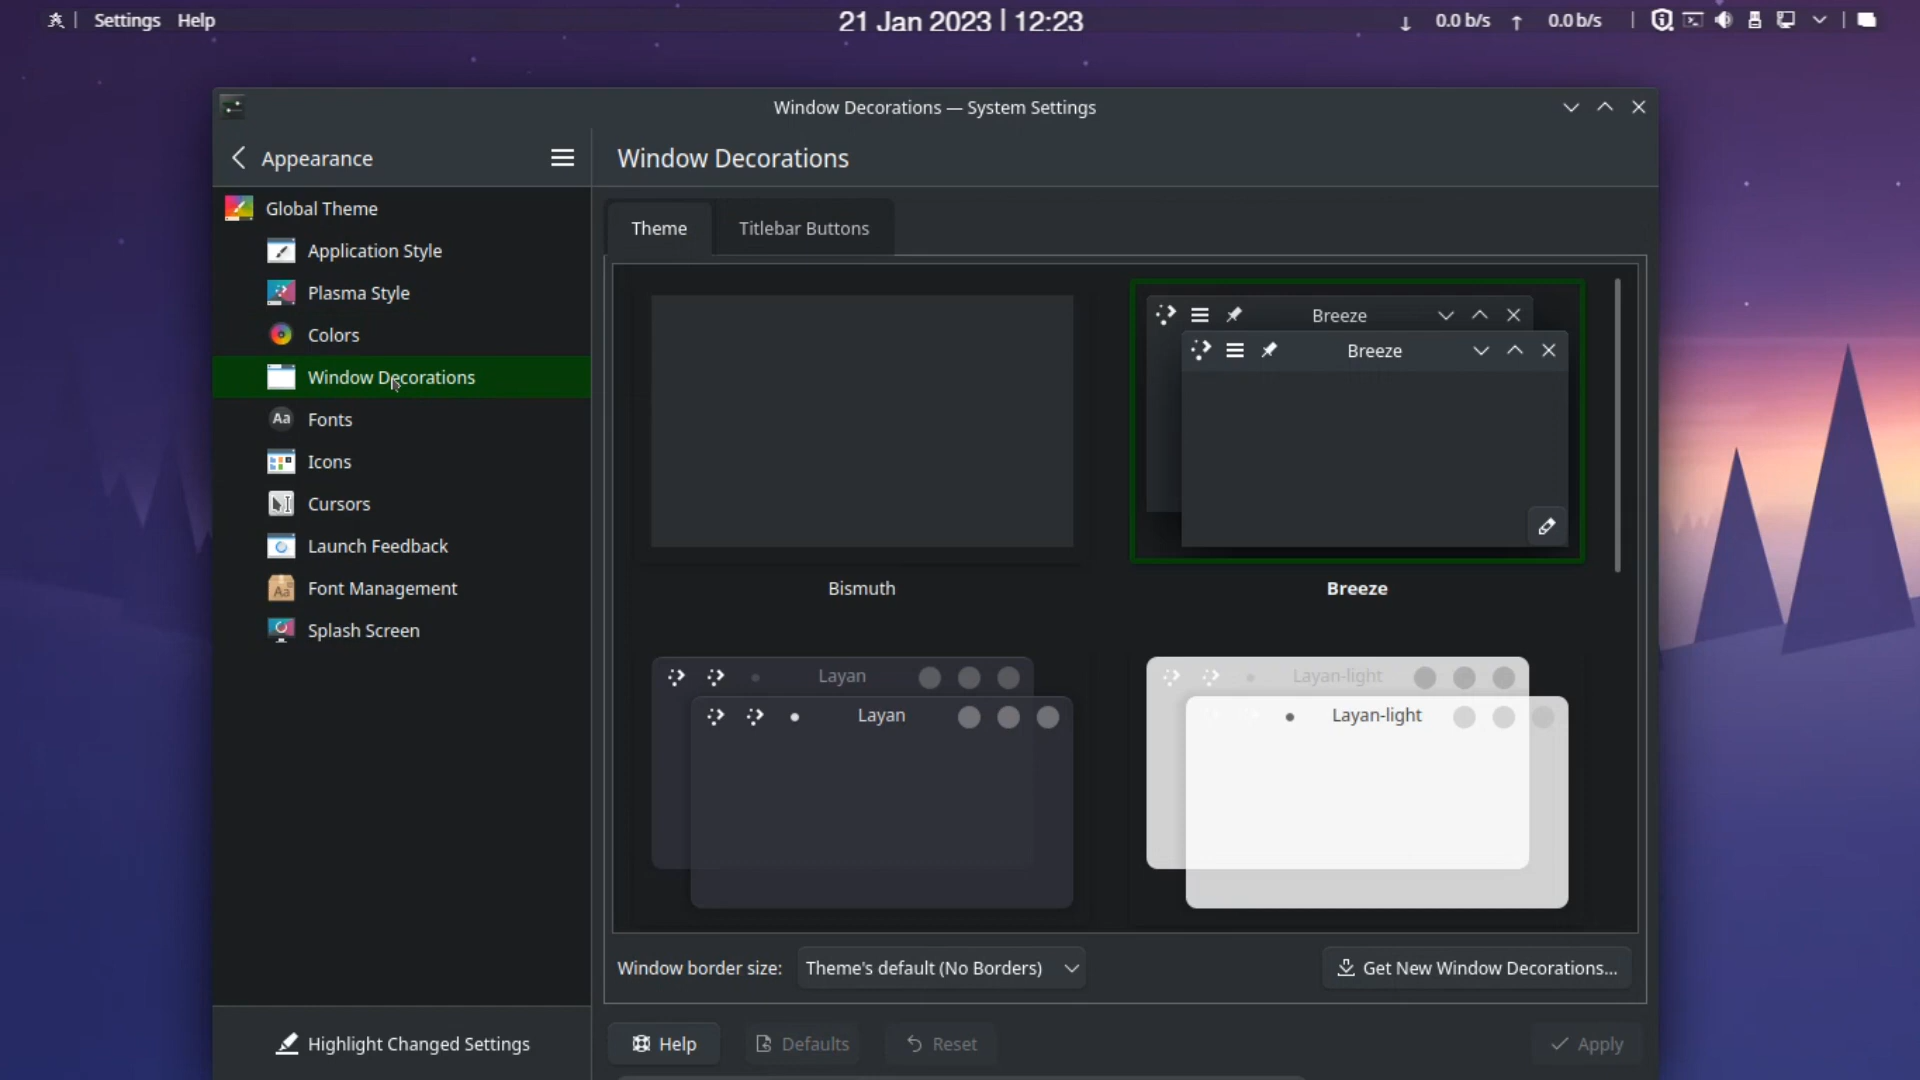 Settings Help
21 Jan 2023 | 12:23
↓ 0.0 b/s ↑ 0.0 b/s
Window Decorations — System Settings
Appearance
Window Decorations
Global Theme
Application Style
Plasma Style
Colors
Window Decorations
Fonts
Icons
Cursors
Launch Feedback
Font Management
Splash Screen
Theme
Titlebar Buttons
Breeze
Breeze
Bismuth
Breeze
Layan
Layan
Layan-light
Layan-light
Window border size: Theme's default (No Borders)
Get New Window Decorations...
Highlight Changed Settings
Help
Defaults
Reset
Apply